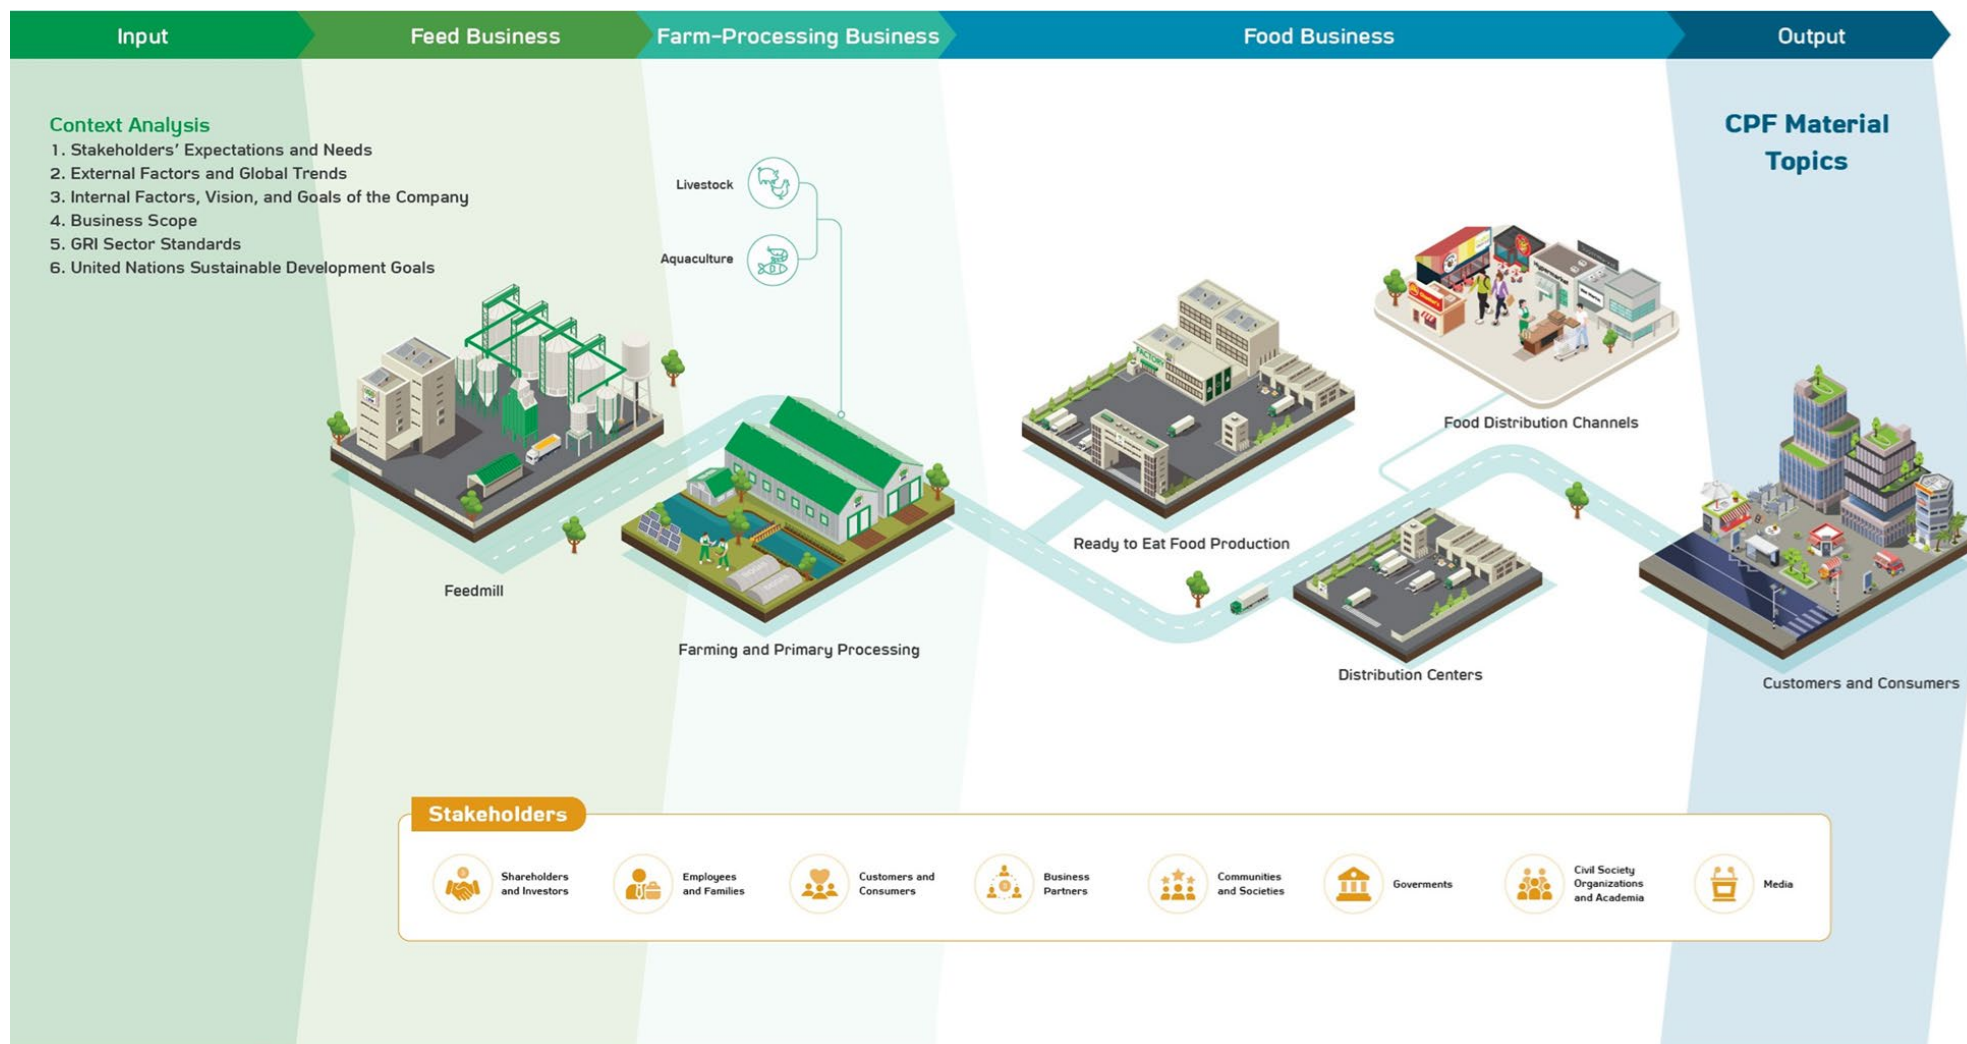 Input
Feed Business
Farm-Processing Business
Food Business
Output
Context Analysis
1. Stakeholders' Expectations and Needs
2. External Factors and Global Trends
3. Internal Factors, Vision, and Goals of the Company
4. Business Scope
5. GRI Sector Standards
6. United Nations Sustainable Development Goals
CPF Material
Topics
Livestock
Aquaculture
Hypermarket
FACTORY
Food Distribution Channels
Ready to Eat Food Production
Feedmill
Farming and Primary Processing
Distribution Centers
Customers and Consumers
Stakeholders
Shareholders
and Investors
Employees
and Families
Customers and
Consumers
Business
Partners
Communities
and Societies
Goverments
Civil Society
Organizations
and Academia
Media